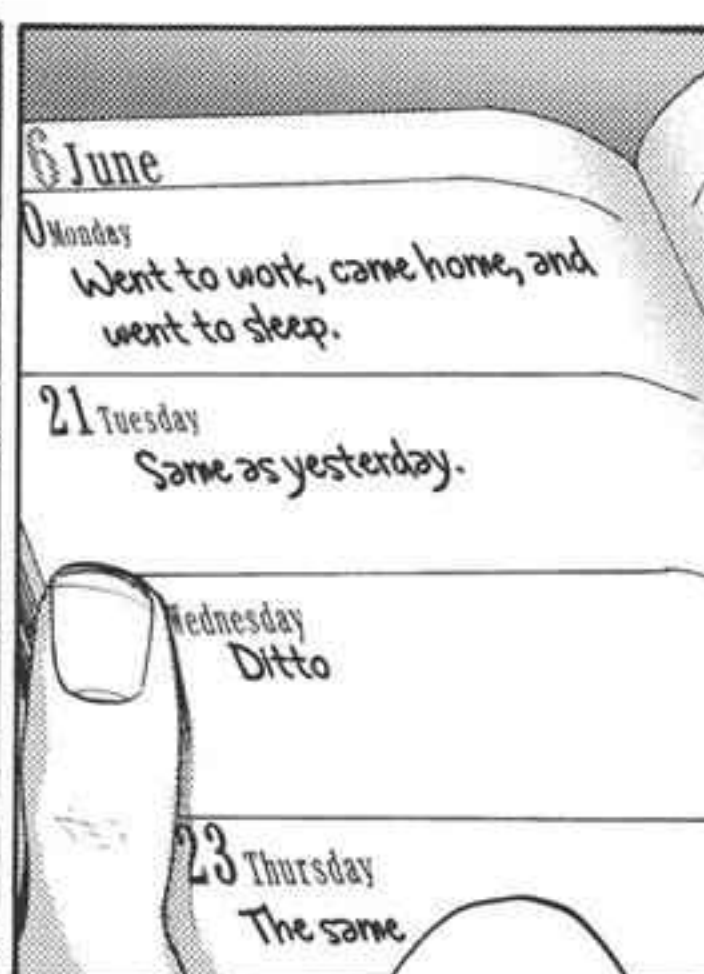 6 June
0 Monday
Went to work, came home, and
went to sleep.
21 Tuesday
Same as yesterday.
Wednesday
Ditto
23 Thursday
The same